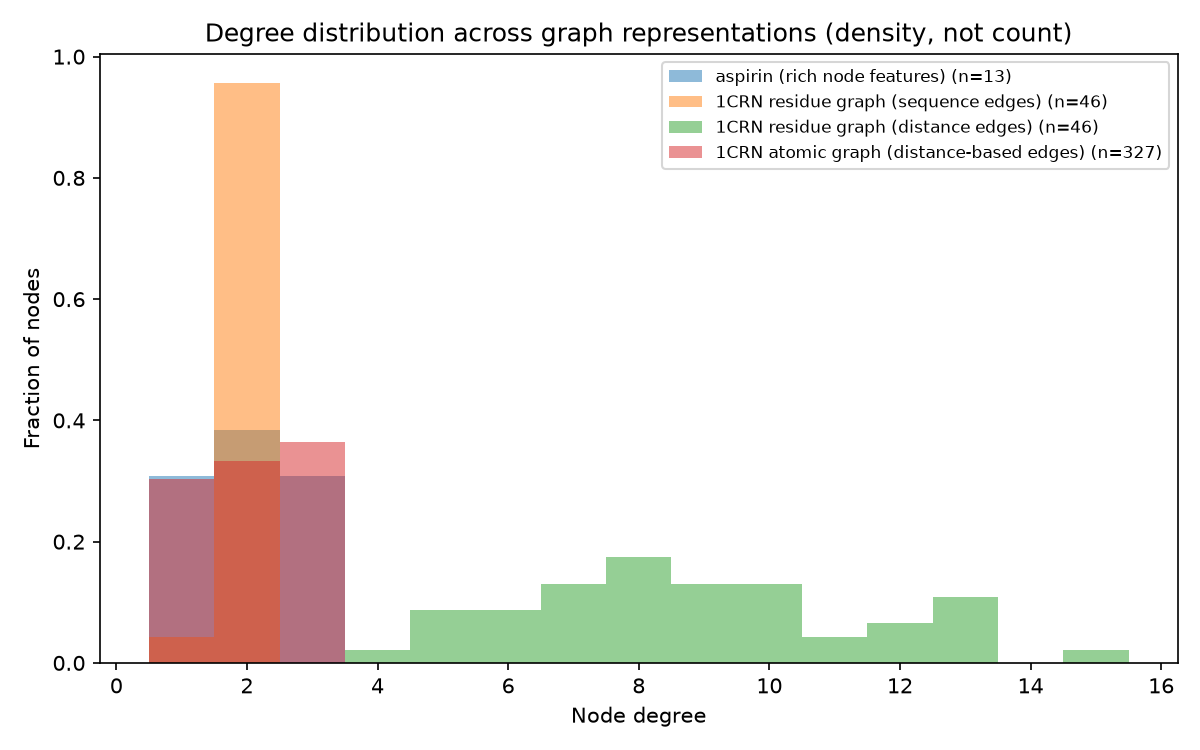 Degree distribution across graph representations (density, not count)
aspirin (rich node features) (n=13)
1CRN residue graph (sequence edges) (n=46)
1CRN residue graph (distance edges) (n=46)
1CRN atomic graph (distance-based edges) (n=327)
Fraction of nodes
1.0
0.8
0.6
0.4
0.2
0.0
0 2 4 6 8 10 12 14 16
Node degree